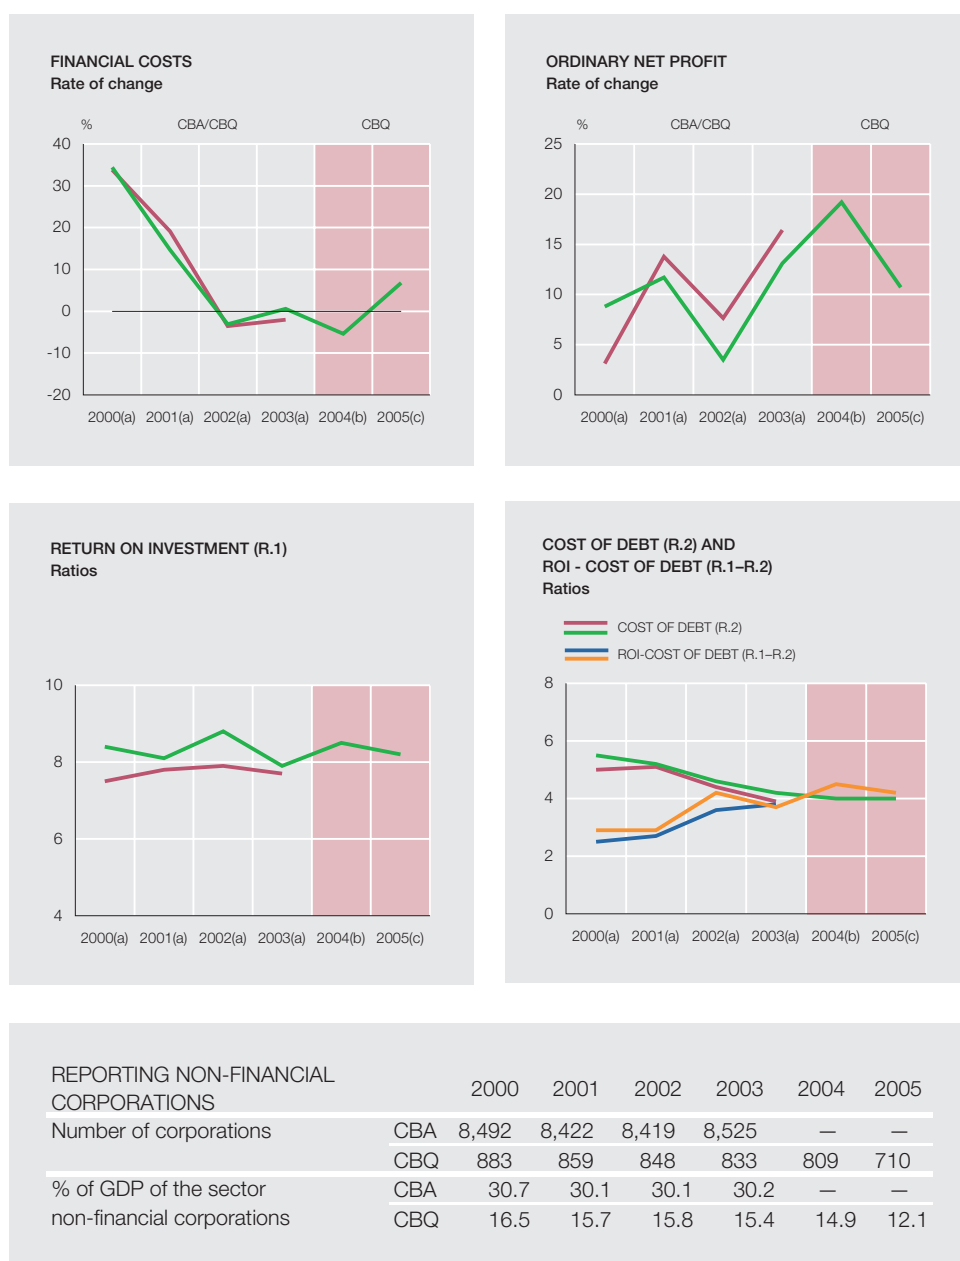 FINANCIAL COSTS
Rate of change
% CBA/CBQ CBQ
40
30
20
10
0
-10
-20
2000(a) 2001(a) 2002(a) 2003(a) 2004(b) 2005(c)
ORDINARY NET PROFIT
Rate of change
% CBA/CBQ CBQ
25
20
15
10
5
0
2000(a) 2001(a) 2002(a) 2003(a) 2004(b) 2005(c)
RETURN ON INVESTMENT (R.1)
Ratios
10
8
6
4
2000(a) 2001(a) 2002(a) 2003(a) 2004(b) 2005(c)
COST OF DEBT (R.2) AND
ROI - COST OF DEBT (R.1–R.2)
Ratios
COST OF DEBT (R.2)
ROI-COST OF DEBT (R.1–R.2)
8
6
4
2
0
2000(a) 2001(a) 2002(a) 2003(a) 2004(b) 2005(c)
REPORTING NON-FINANCIAL
CORPORATIONS
2000 2001 2002 2003 2004 2005
Number of corporations CBA 8,492 8,422 8,419 8,525 — —
CBQ 883 859 848 833 809 710
% of GDP of the sector CBA 30.7 30.1 30.1 30.2 — —
non-financial corporations CBQ 16.5 15.7 15.8 15.4 14.9 12.1